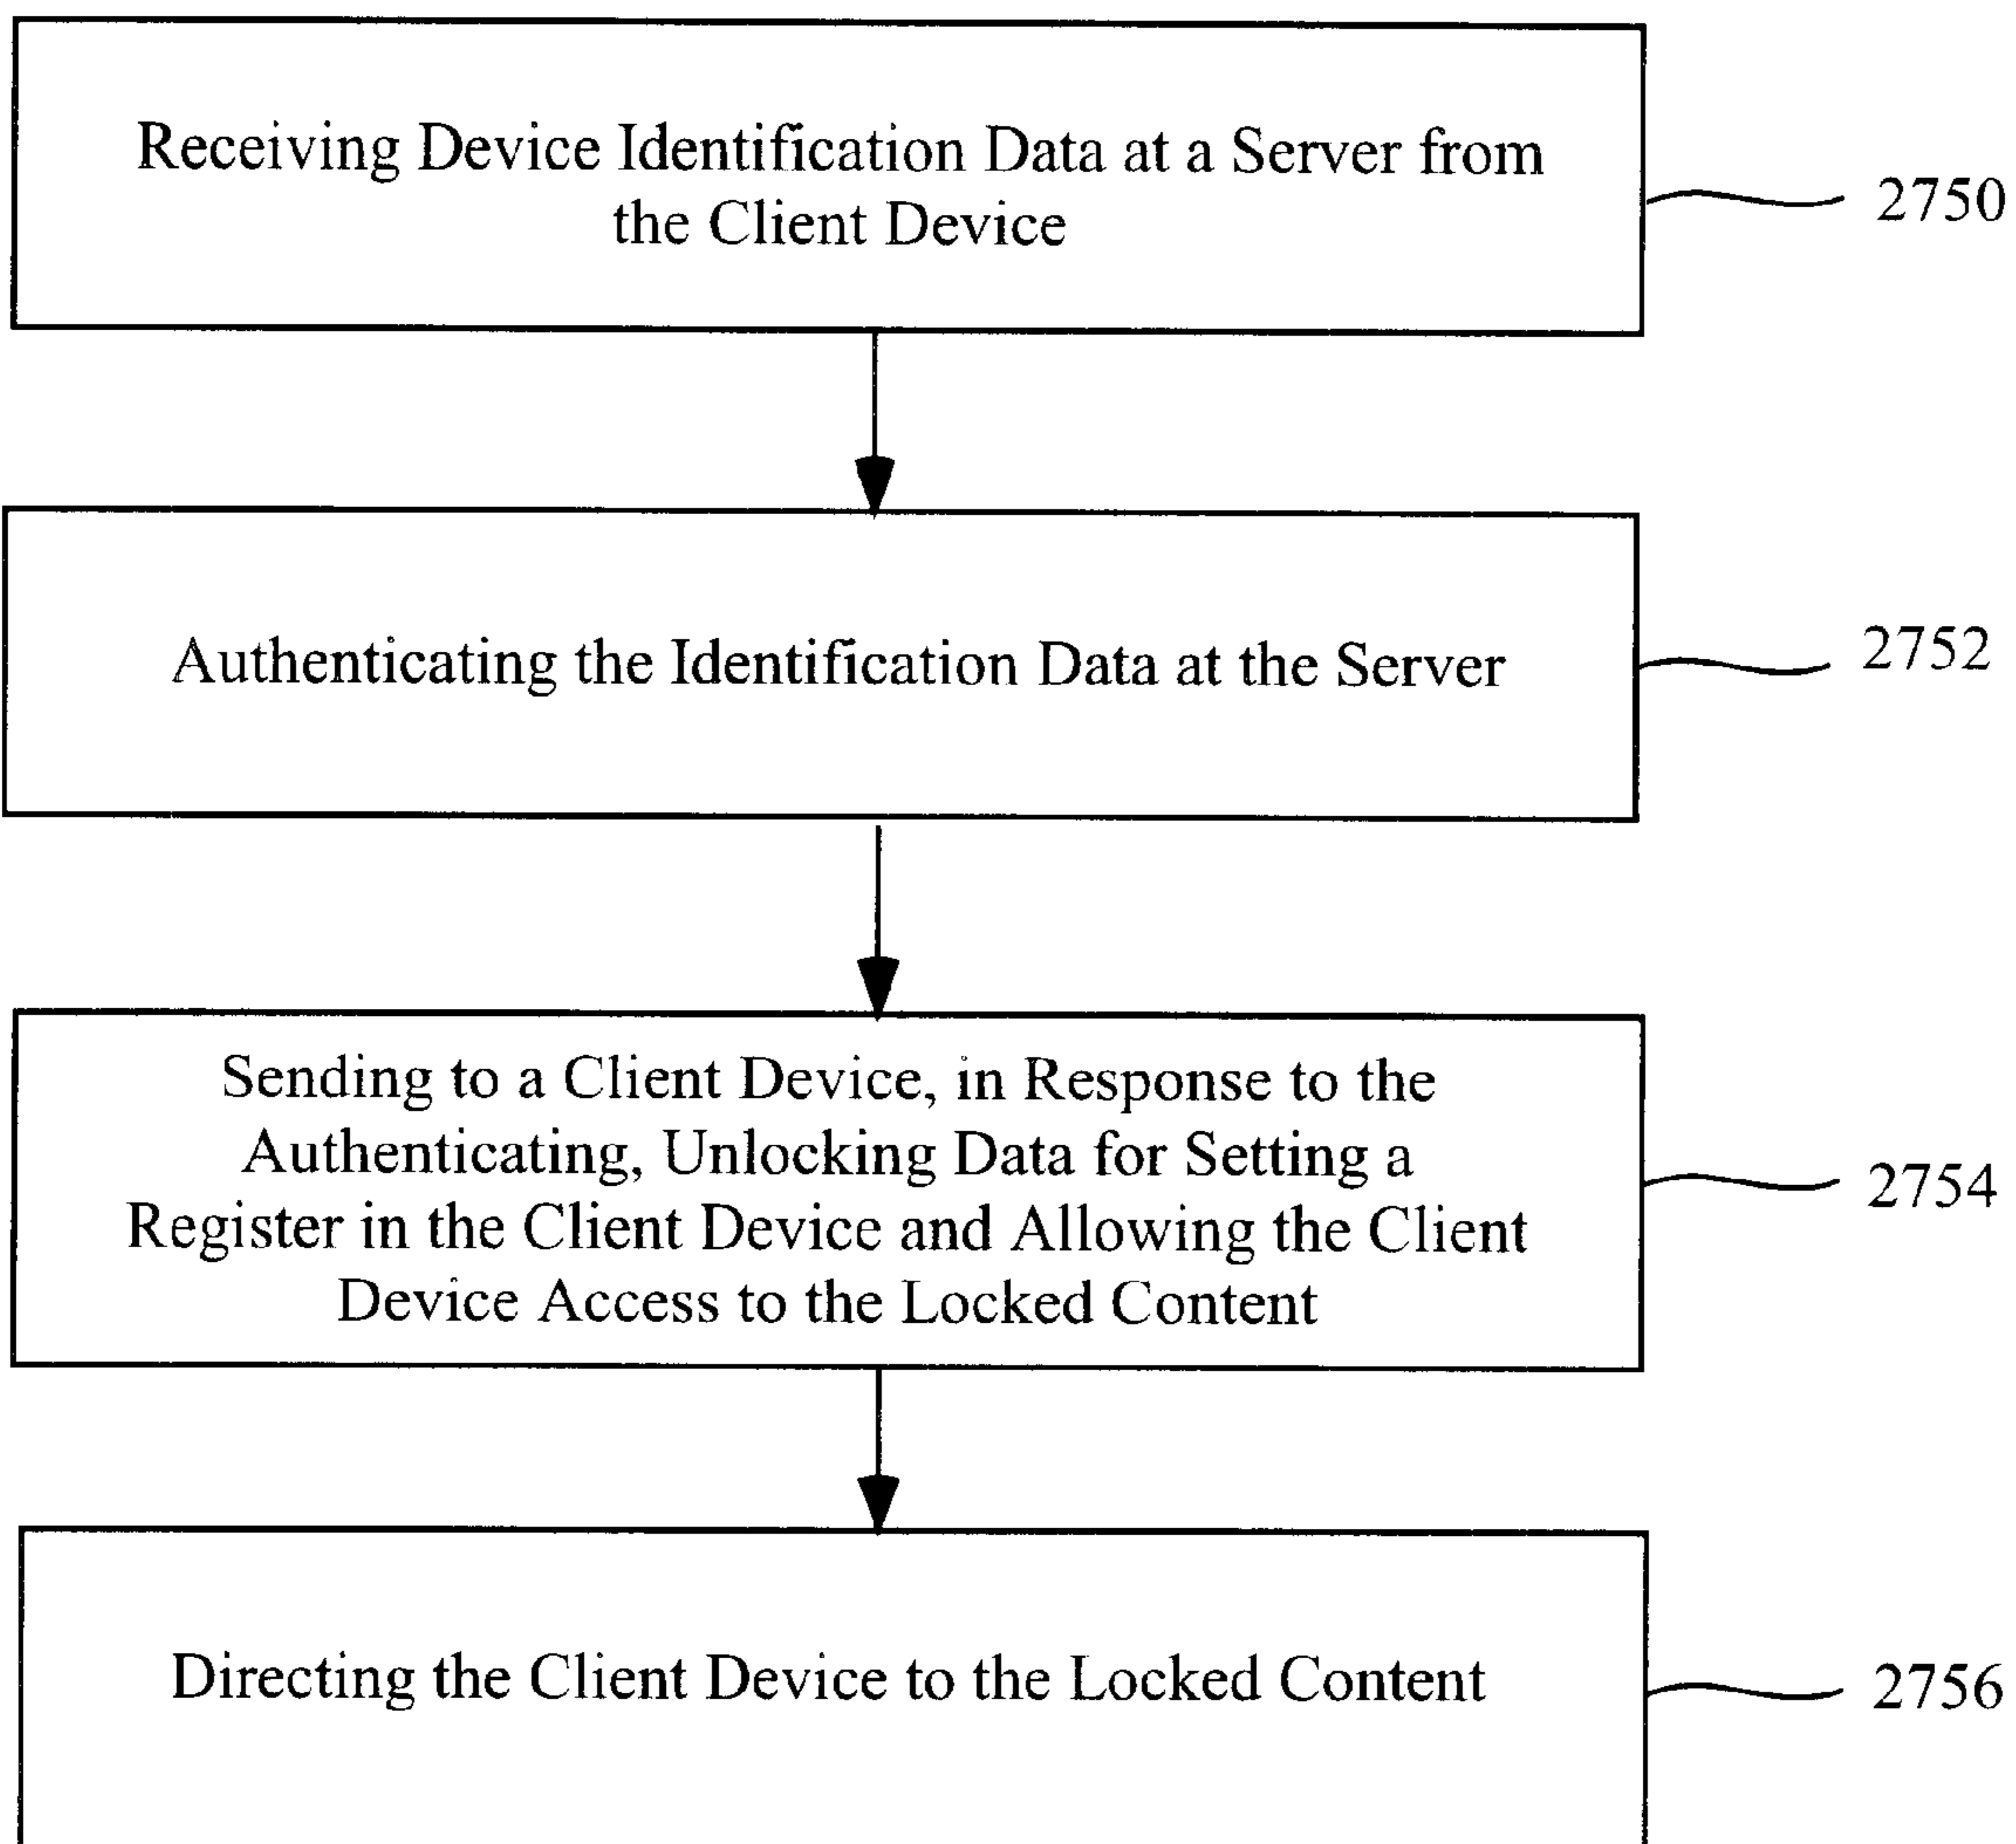 Receiving Device Identification Data at a Server from
the Client Device
2750
Authenticating the Identification Data at the Server
2752
Sending to a Client Device, in Response to the
Authenticating, Unlocking Data for Setting a
Register in the Client Device and Allowing the Client
Device Access to the Locked Content
2754
Directing the Client Device to the Locked Content
2756